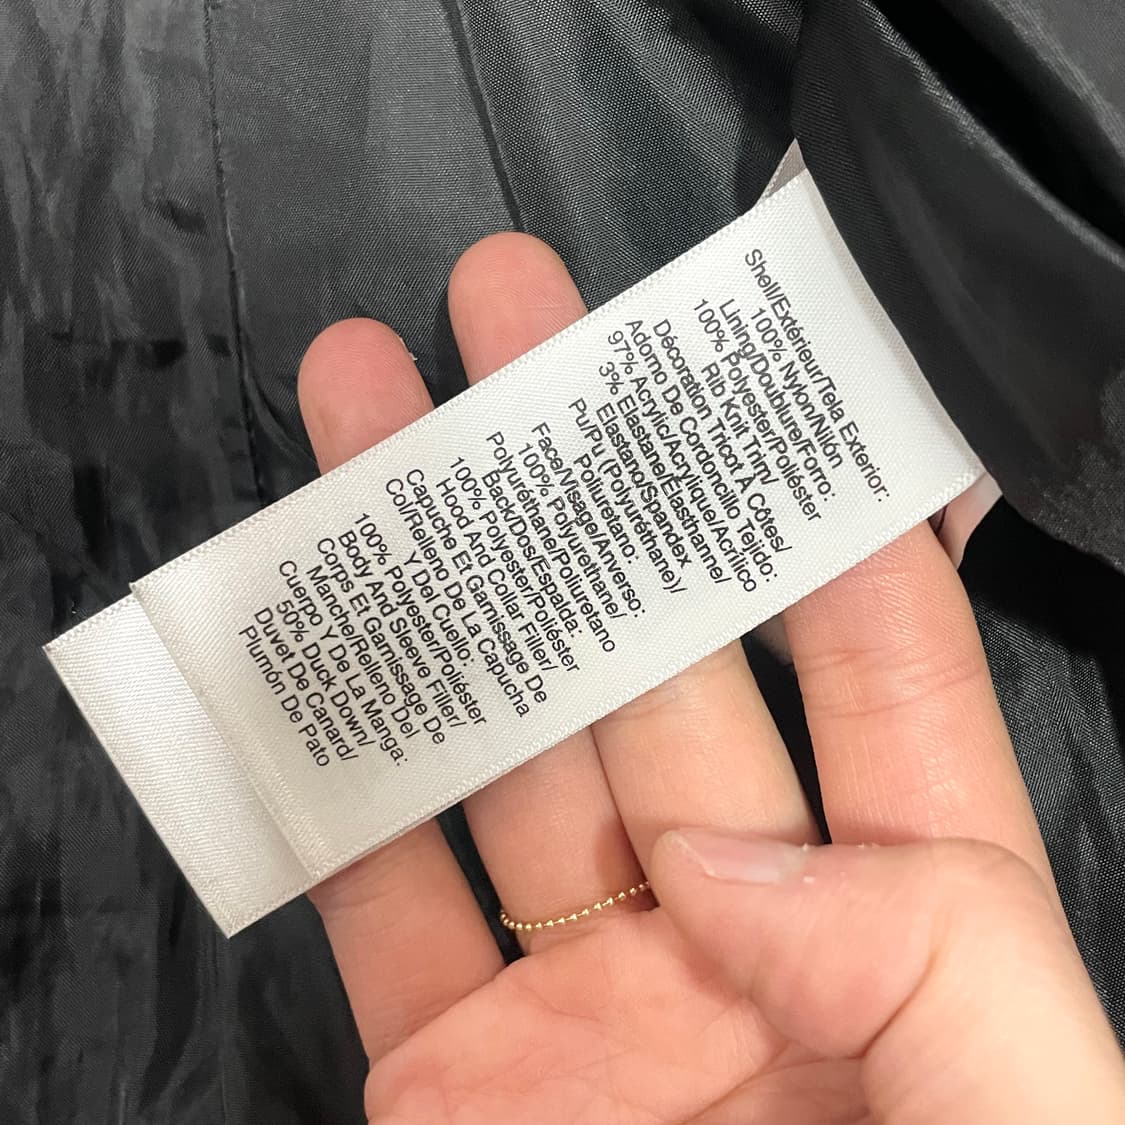 Shell/Extérieur/Tela Exterior:
100% Nylon/Nilón
Lining/Doublure/Forro:
100% Polyester/Poliéster
Rib Knit Trim/
Décoration Tricot À Côtes/
Adorno De Cordoncillo Tejido:
97% Acrylic/Acrylique/Acrílico
3% Elastane/Élasthanne/
Elastano/Spandex
Pu/Pu (Polyuréthane)/
Poliuretano:
Face/Visage/Anverso:
100% Polyurethane/
Polyuréthane/Poliuretano
Back/Dos/Espalda:
100% Polyester/Poliéster
Hood And Collar Filler/
Capuche Et Garnissage De
Col/Relleno De La Capucha
Y Del Cuello:
100% Polyester/Poliéster
Body And Sleeve Filler/
Corps Et Garnissage De
Manche/Relleno Del
Cuerpo Y De La Manga:
50% Duck Down/
Duvet De Canard/
Plumón De Pato